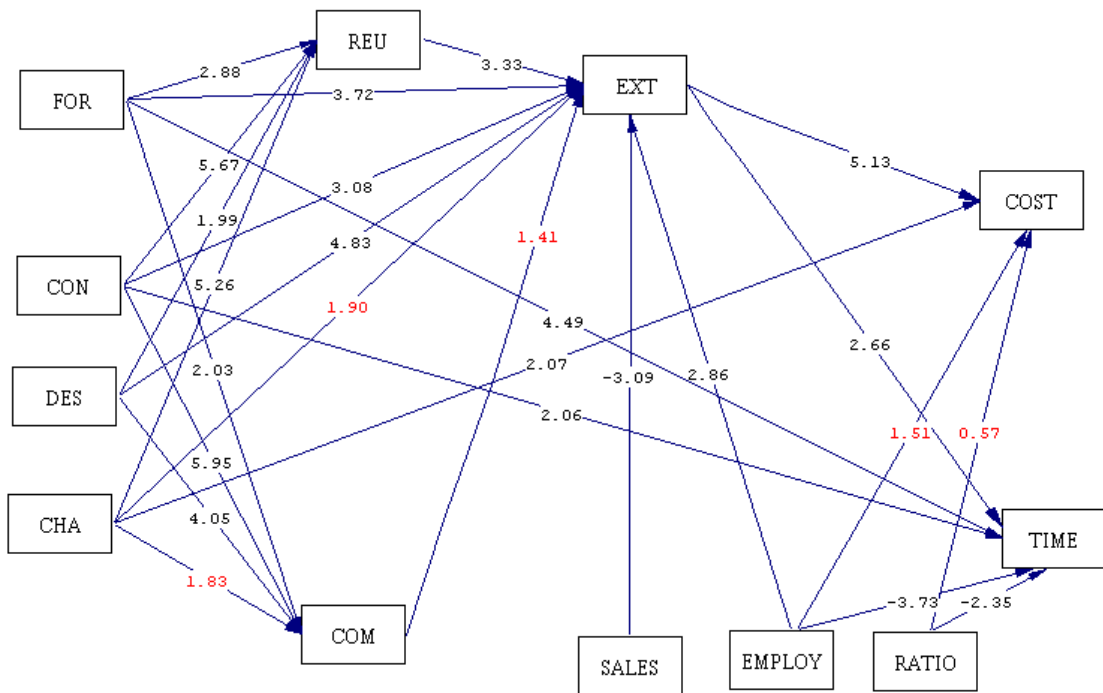 REU
3.33
2.88
EXT
FOR
3.72
5.67
5.13
3.08
COST
1.99
4.83
1.41
CON
5.26
1.90
4.49
2.66
2.03
2.07
-3.09
2.86
DES
2.06
1.51
0.57
5.95
CHA
4.05
TIME
1.83
-3.73
-2.35
COM
SALES
EMPLOY
RATIO